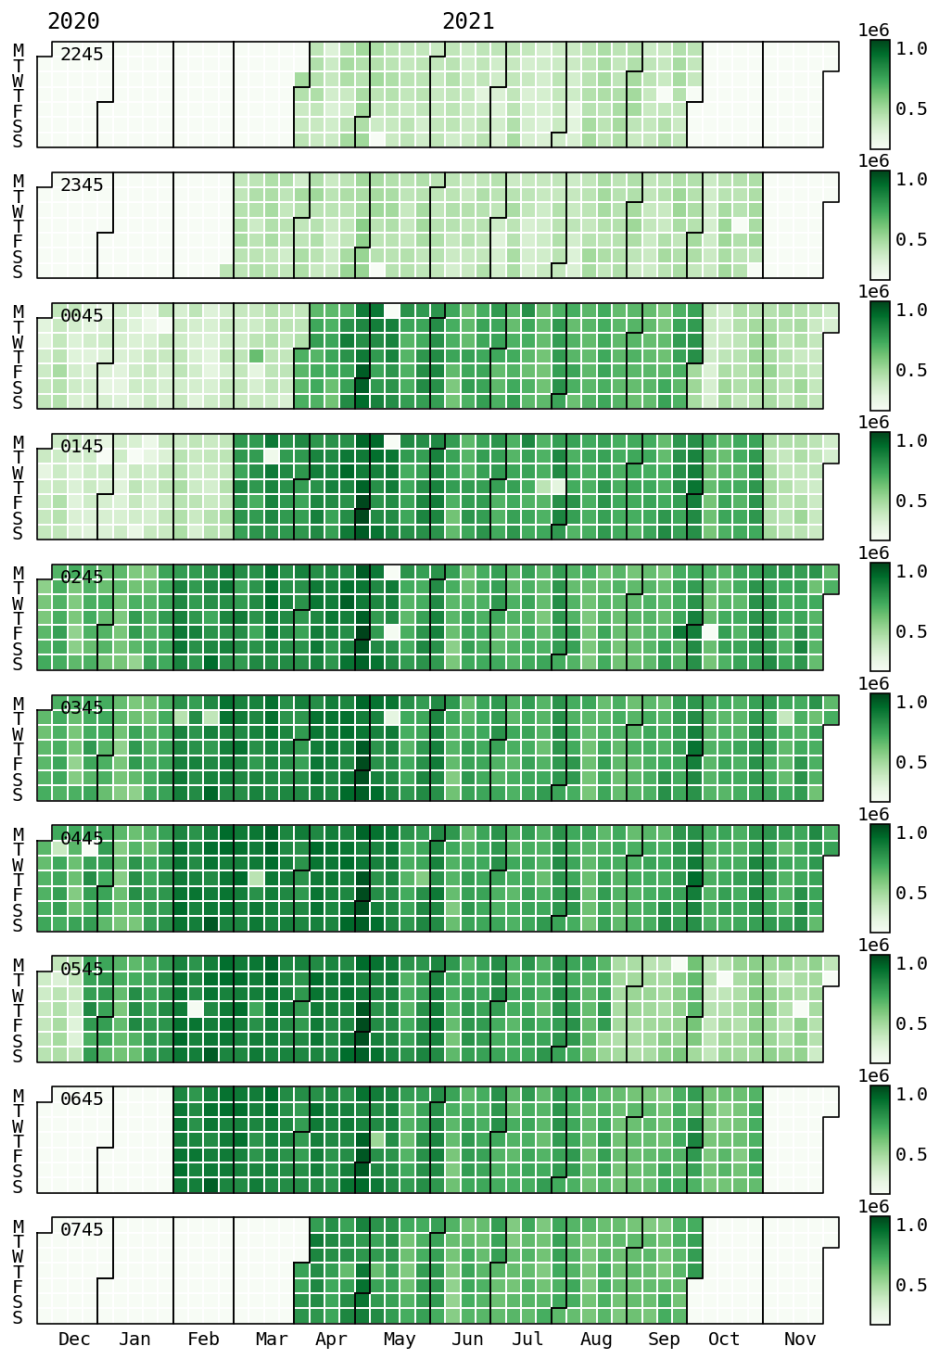 2020 2021
1e6
M 2245 1.0
T
W
T 0.5
F
S
S
1e6
M 2345 1.0
T
W
T 0.5
F
S
S
1e6
M 0045 1.0
T
W
T 0.5
F
S
S
1e6
M 0145 1.0
T
W
T 0.5
F
S
S
1e6
M 0245 1.0
T
W
T 0.5
F
S
S
1e6
M 0345 1.0
T
W
T 0.5
F
S
S
1e6
M 0445 1.0
T
W
T 0.5
F
S
S
1e6
M 0545 1.0
T
W
T 0.5
F
S
S
1e6
M 0645 1.0
T
W
T 0.5
F
S
S
1e6
M 0745 1.0
T
W
T 0.5
F
S
S
Dec Jan Feb Mar Apr May Jun Jul Aug Sep Oct Nov